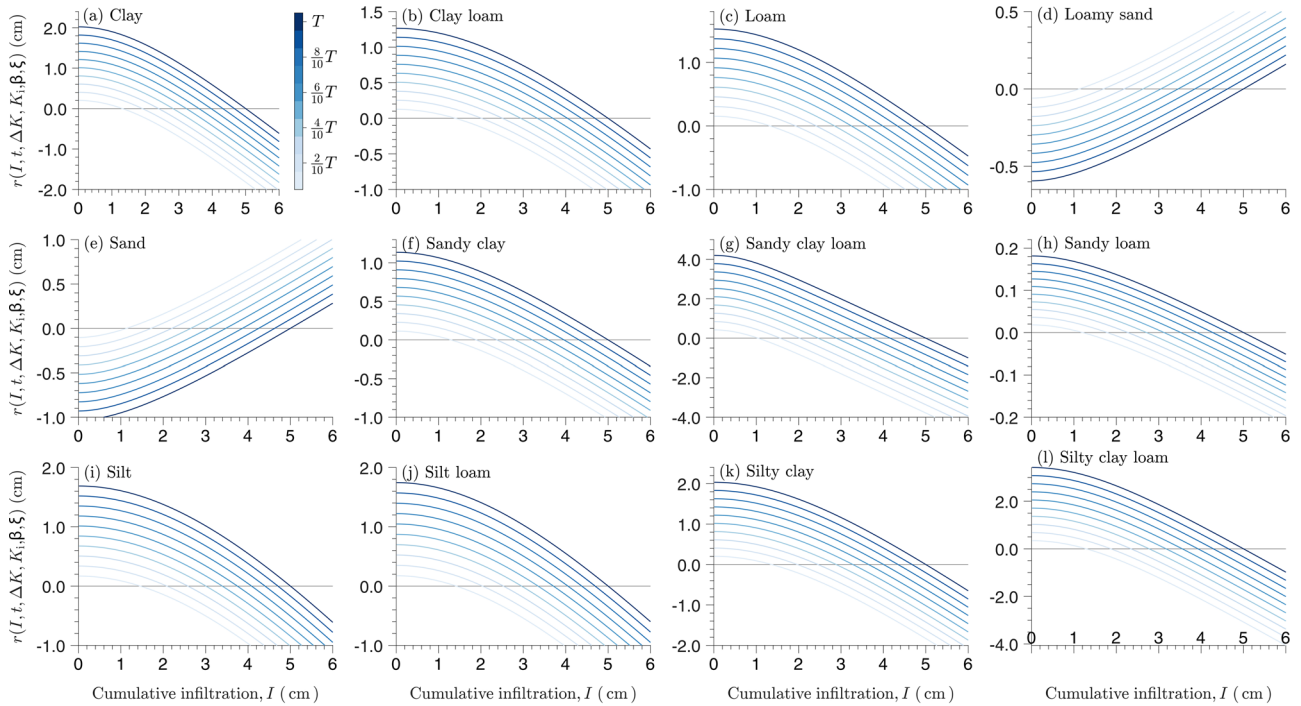 (a) Clay
(b) Clay loam
(c) Loam
(d) Loamy sand
r(I, t, ΔK, Ki,β,ξ) (cm)
2.0
1.0
0.0
-1.0
-2.0
0 1 2 3 4 5 6
T
8/10 T
6/10 T
4/10 T
2/10 T
1.5
1.0
0.5
0.0
-0.5
-1.0
0 1 2 3 4 5 6
1.0
0.0
-1.0
0 1 2 3 4 5 6
0.5
0.0
-0.5
0 1 2 3 4 5 6
(e) Sand
(f) Sandy clay
(g) Sandy clay loam
(h) Sandy loam
r(I, t, ΔK, Ki,β,ξ) (cm)
1.0
0.5
0.0
-0.5
-1.0
0 1 2 3 4 5 6
1.0
0.5
0.0
-0.5
-1.0
0 1 2 3 4 5 6
4.0
2.0
0.0
-2.0
-4.0
0 1 2 3 4 5 6
0.2
0.1
0.0
-0.1
-0.2
0 1 2 3 4 5 6
(i) Silt
(j) Silt loam
(k) Silty clay
(l) Silty clay loam
r(I, t, ΔK, Ki,β,ξ) (cm)
2.0
1.0
0.0
-1.0
0 1 2 3 4 5 6
2.0
1.0
0.0
-1.0
0 1 2 3 4 5 6
2.0
1.0
0.0
-1.0
-2.0
0 1 2 3 4 5 6
2.0
0.0
-2.0
-4.0
0 1 2 3 4 5 6
Cumulative infiltration, I ( cm )
Cumulative infiltration, I ( cm )
Cumulative infiltration, I ( cm )
Cumulative infiltration, I ( cm )